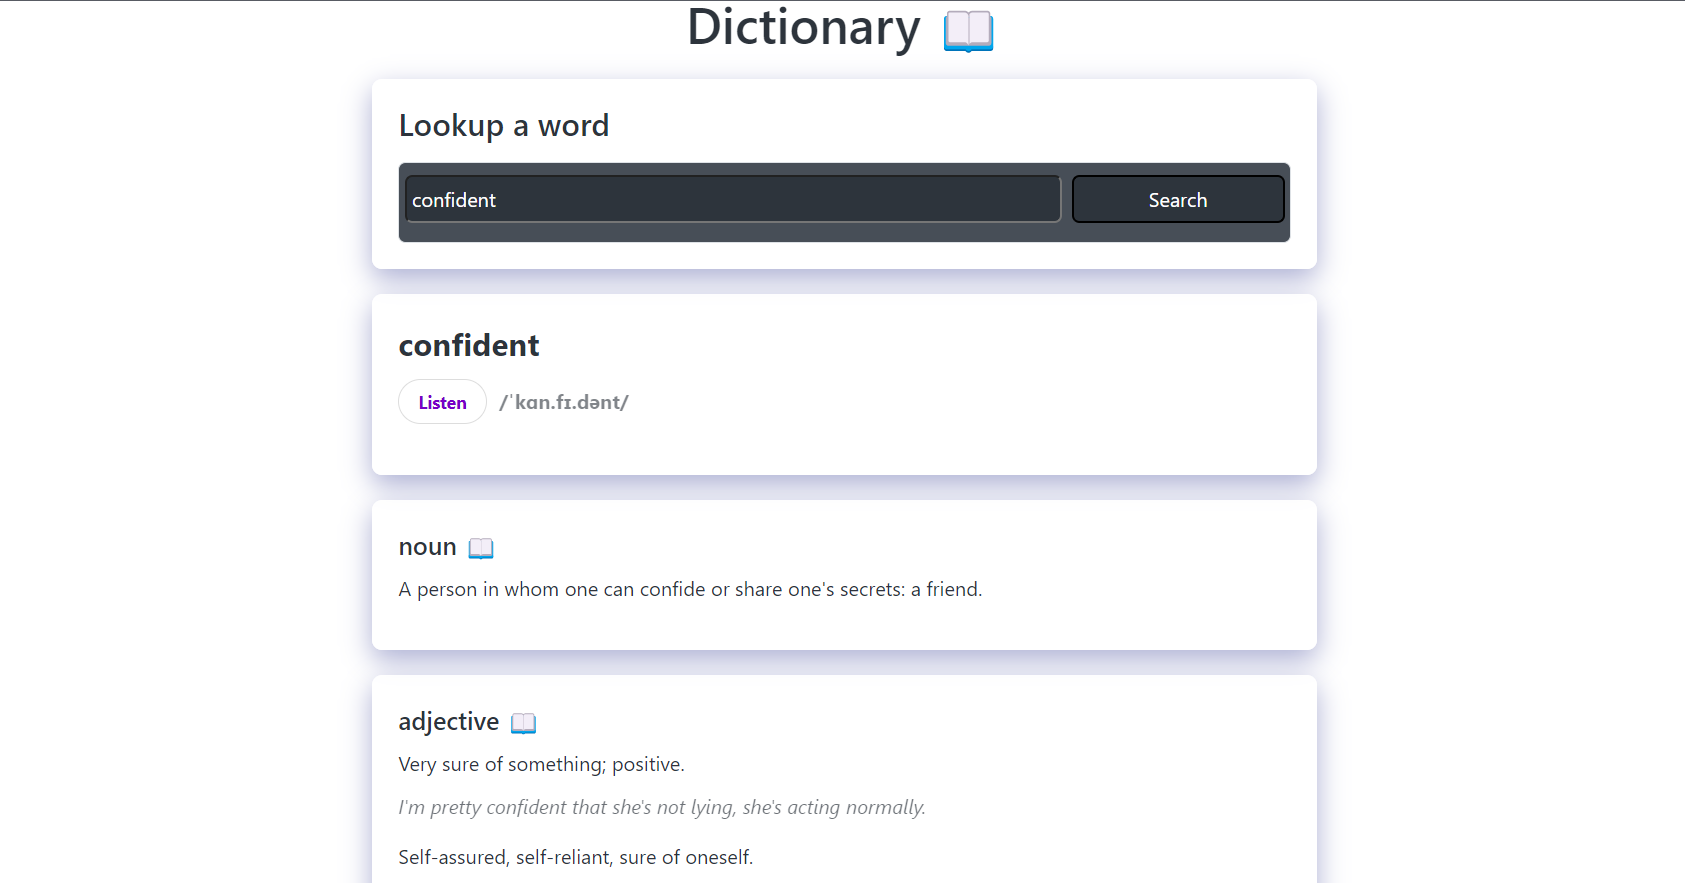 Dictionary
Lookup a word
confident
Search
confident
Listen /ˈkɑn.fɪ.dənt/
noun
A person in whom one can confide or share one's secrets: a friend.
adjective
Very sure of something; positive.
I'm pretty confident that she's not lying, she's acting normally.
Self-assured, self-reliant, sure of oneself.